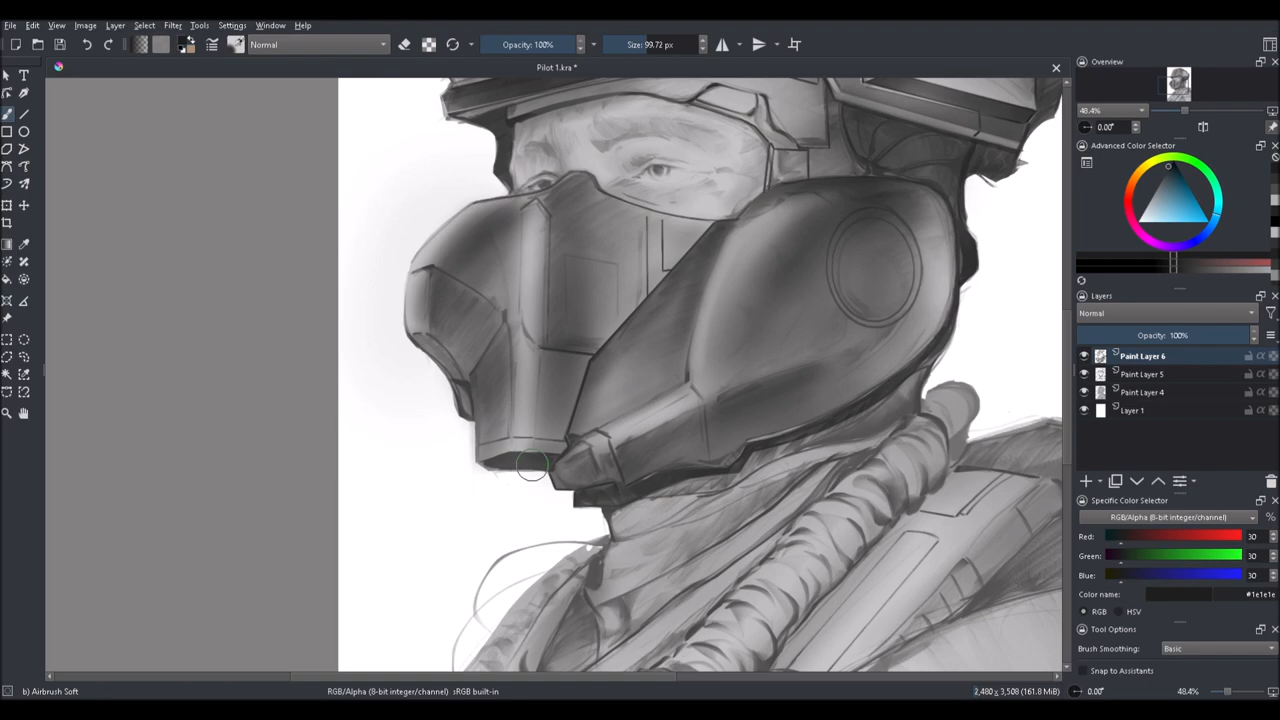 File Edit View Image Layer Select Filter Tools Settings Window Help
Normal Opacity: 100% Size: 99.72 px
Pilot 1.kra *
Overview
48.4%
0.00°
Advanced Color Selector
Layers
Normal
Opacity: 100%
Paint Layer 6
Paint Layer 5
Paint Layer 4
Layer 1
Specific Color Selector
RGB/Alpha (8-bit integer/channel) %
Red: 30
Green: 30
Blue: 30
Color name: #1e1e1e
RGB HSV
Tool Options
Brush Smoothing: Basic
Snap to Assistants
b) Airbrush Soft RGB/Alpha (8-bit integer/channel) sRGB built-in 2,480 x 3,508 (161.8 MiB) 0.00° 48.4%